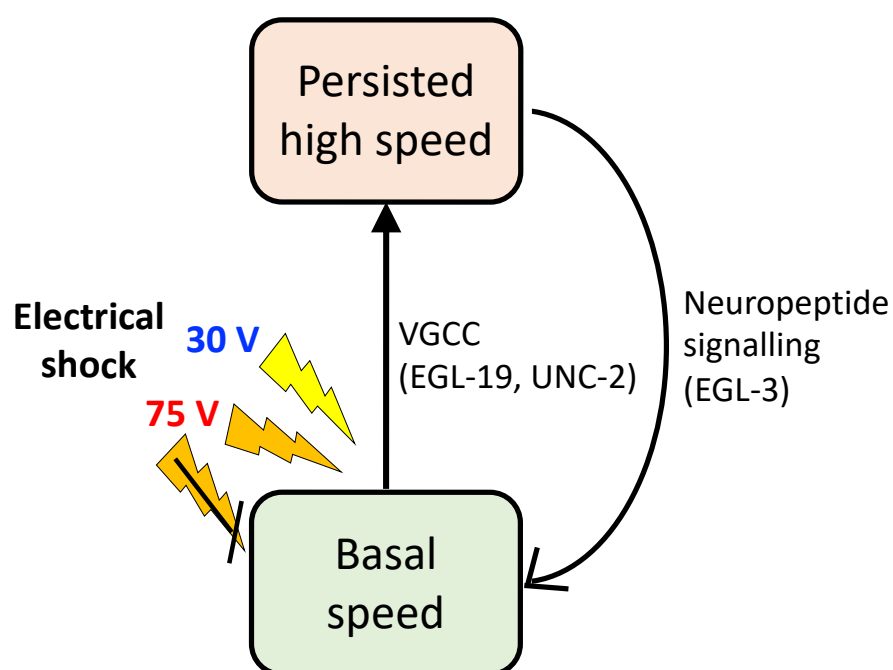 Persisted
high speed
Electrical
shock
30 V
75 V
VGCC
(EGL-19, UNC-2)
Neuropeptide
signalling
(EGL-3)
Basal
speed